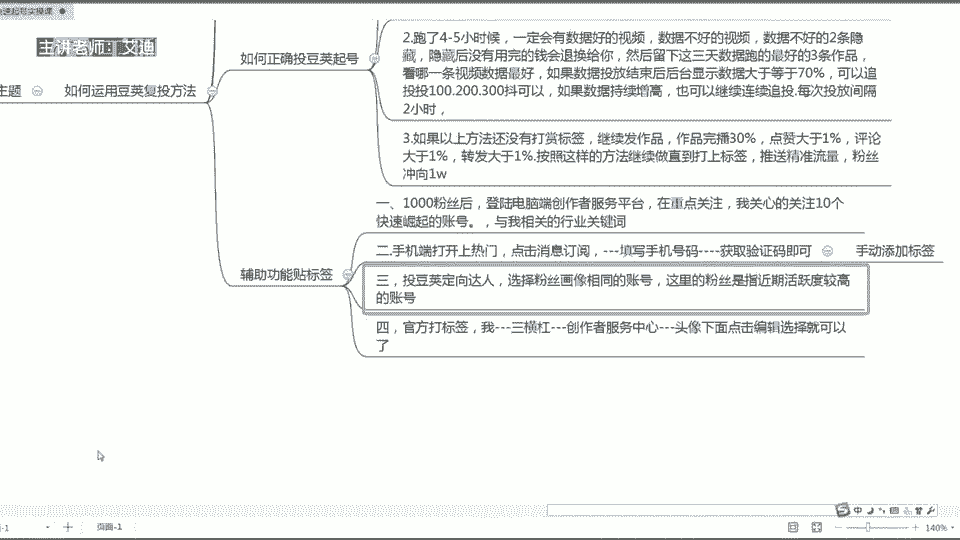 速起号实操课
主讲老师：艾迪
主题
如何运用豆荚复投方法
如何正确投豆荚起号
2.跑了4-5小时候，一定会有数据好的视频，数据不好的视频，数据不好的2条隐
藏，隐藏后没有用完的钱会退换给你，然后留下这三天数据跑的最好的3条作品，
看哪一条视频数据最好，如果数据投放结束后后台显示数据大于等于70%，可以追
投投100.200.300抖可以，如果数据持续增高，也可以继续连续追投.每次投放间隔
2小时，
3.如果以上方法还没有打赏标签，继续发作品，作品完播30%，点赞大于1%，评论
大于1%，转发大于1%.按照这样的方法继续做直到打上标签，推送精准流量，粉丝
冲向1w
辅助功能贴标签
一、1000粉丝后，登陆电脑端创作者服务平台，在重点关注，我关心的关注10个
快速崛起的账号。，与我相关的行业关键词
二.手机端打开上热门，点击消息订阅，---填写手机号码----获取验证码即可
手动添加标签
三，投豆荚定向达人，选择粉丝画像相同的账号，这里的粉丝是指近期活跃度较高
的账号
四，官方打标签，我---三横杠---创作者服务中心---头像下面点击编辑选择就可以
了
页面-1
中
140%